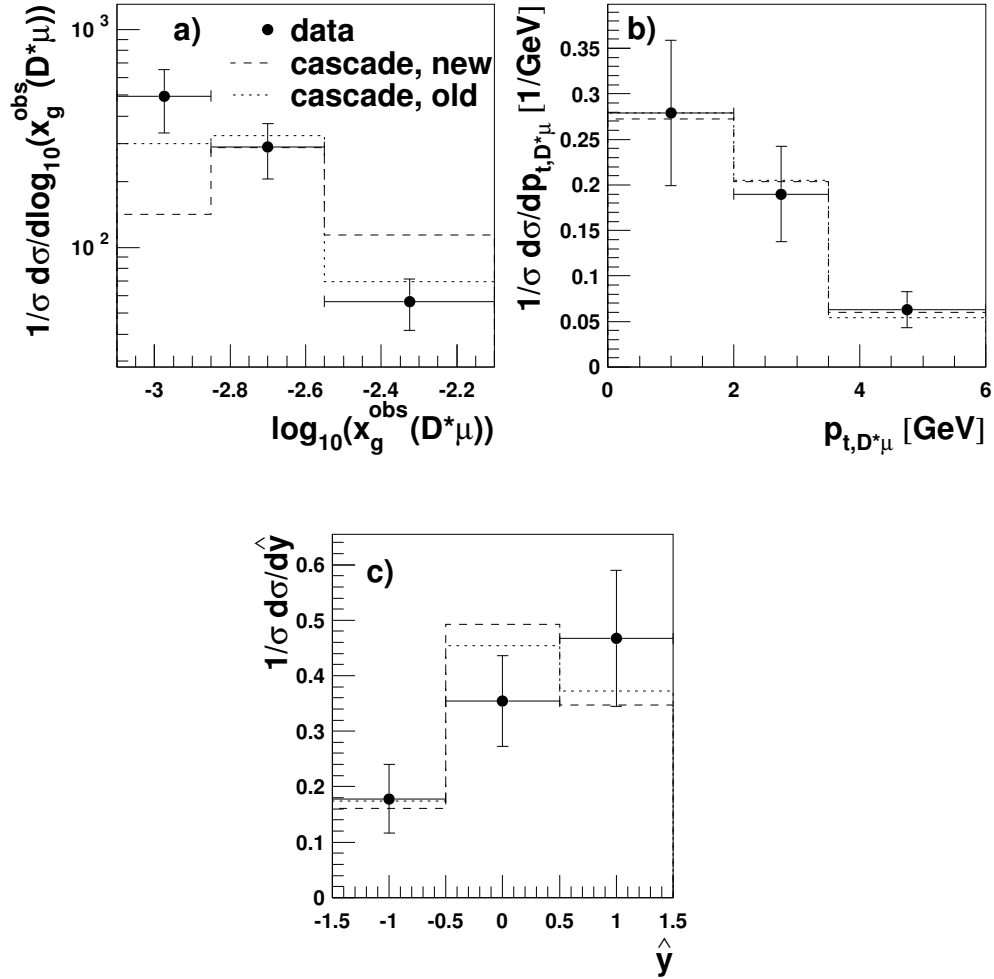 1/σ dσ/dlog₁₀(x_g^obs (D*μ))
10³
10²
a)
data
cascade, new
cascade, old
-3 -2.8 -2.6 -2.4 -2.2
log₁₀(x_g^obs (D*μ))
1/σ dσ/dp_t,D*μ [1/GeV]
b)
0.35
0.3
0.25
0.2
0.15
0.1
0.05
0
0 2 4 6
p_t,D*μ [GeV]
1/σ dσ/dŷ
c)
0.6
0.5
0.4
0.3
0.2
0.1
0
-1.5 -1 -0.5 0 0.5 1 1.5
ŷ